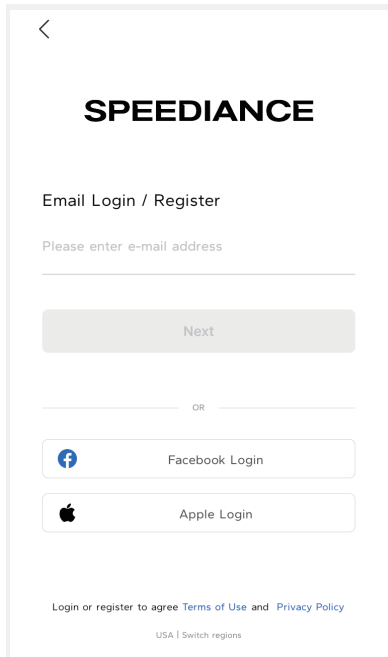 SPEEDIANCE
Email Login / Register
Please enter e-mail address
Next
OR
Facebook Login
Apple Login
Login or register to agree Terms of Use and Privacy Policy
USA | Switch regions